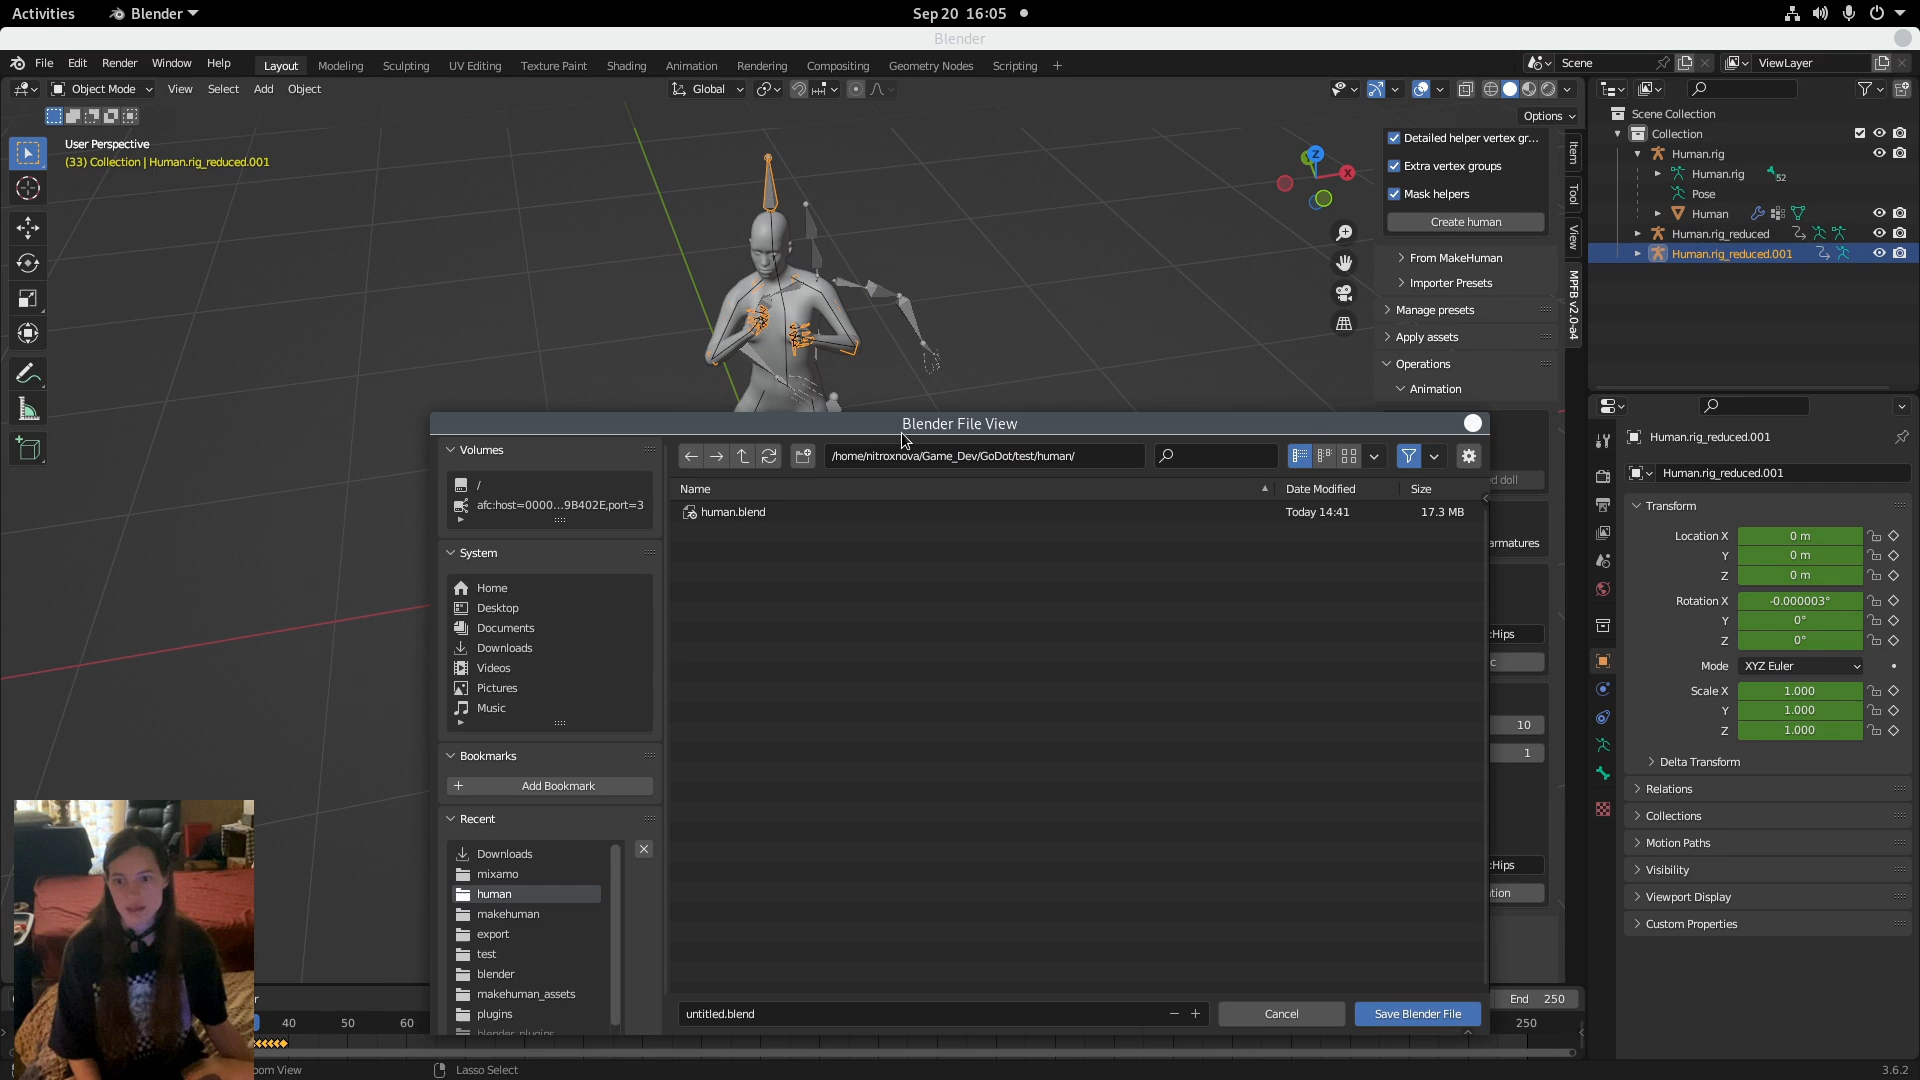 Activities Blender Sep 20 16:05
Blender
File Edit Render Window Help Layout Modeling Sculpting UV Editing Texture Paint Shading Animation Rendering Compositing Geometry Nodes Scripting + Scene ViewLayer
Object Mode View Select Add Object Global
Options
User Perspective
(33) Collection | Human.rig_reduced.001
Detailed helper vertex gr...
Extra vertex groups
Mask helpers
Create human
From MakeHuman
Importer Presets
Manage presets
Apply assets
Operations
Animation
Item
Tool
View
MPFB v2.0-a4
Z
X
Scene Collection
Collection
Human.rig
Human.rig 52
Pose
Human
Human.rig_reduced
Human.rig_reduced.001
Blender File View
Volumes
/
afc:host=0000...9B402E,port=3
System
Home
Desktop
Documents
Downloads
Videos
Pictures
Music
Bookmarks
+ Add Bookmark
Recent
Downloads
mixamo
human
makehuman
export
test
blender
makehuman_assets
plugins
blender_plugins
/home/nitroxnova/Game_Dev/GoDot/test/human/
Name Date Modified Size
human.blend Today 14:41 17.3 MB
untitled.blend Cancel Save Blender File
d doll
armatures
:Hips
c
10
1
:Hips
tion
Human.rig_reduced.001
Human.rig_reduced.001
Transform
Location X 0 m
Y 0 m
Z 0 m
Rotation X -0.000003°
Y 0°
Z 0°
Mode XYZ Euler
Scale X 1.000
Y 1.000
Z 1.000
Delta Transform
Relations
Collections
Motion Paths
Visibility
Viewport Display
Custom Properties
End 250
40 50 60 250
oom View Lasso Select 3.6.2